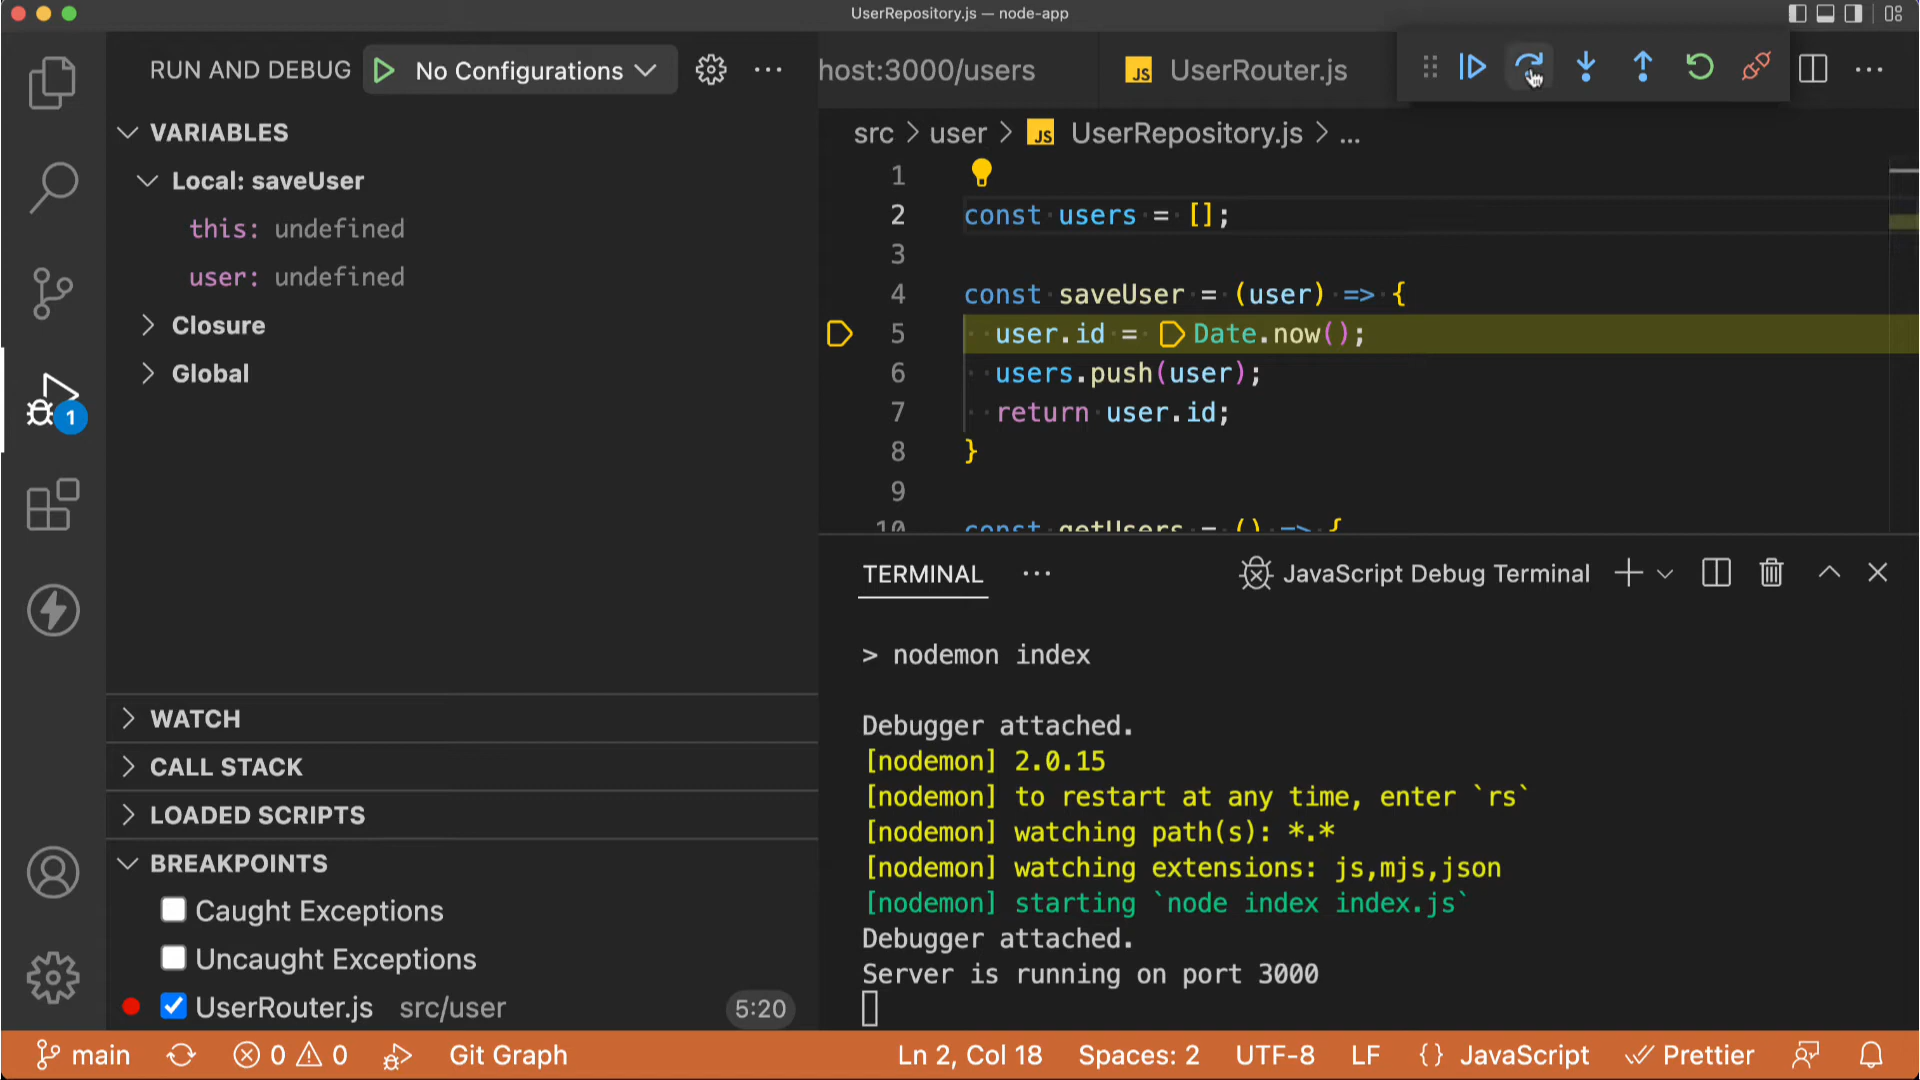 UserRepository.js — node-app
RUN AND DEBUG
No Configurations
host:3000/users
JS UserRouter.js
VARIABLES
Local: saveUser
this: undefined
user: undefined
Closure
Global
src > user > JS UserRepository.js > ...
1
2 const users = [];
3
4 const saveUser = (user) => {
5 user.id = Date.now();
6 users.push(user);
7 return user.id;
8 }
9
10 const getUsers = () => {
1
TERMINAL
JavaScript Debug Terminal
> nodemon index
Debugger attached.
[nodemon] 2.0.15
[nodemon] to restart at any time, enter `rs`
[nodemon] watching path(s): *.*
[nodemon] watching extensions: js,mjs,json
[nodemon] starting `node index index.js`
Debugger attached.
Server is running on port 3000
WATCH
CALL STACK
LOADED SCRIPTS
BREAKPOINTS
Caught Exceptions
Uncaught Exceptions
UserRouter.js src/user 5:20
main 0 0 Git Graph Ln 2, Col 18 Spaces: 2 UTF-8 LF {} JavaScript Prettier